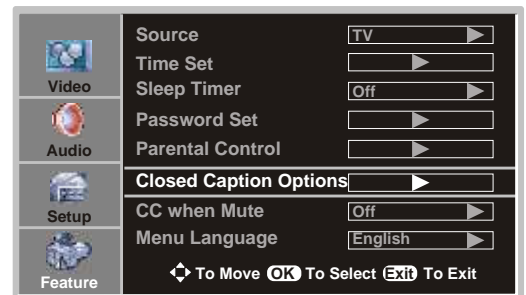 Video
Audio
Setup
Feature
Source TV
Time Set
Sleep Timer Off
Password Set
Parental Control
Closed Caption Options
CC when Mute Off
Menu Language English
To Move OK To Select Exit To Exit